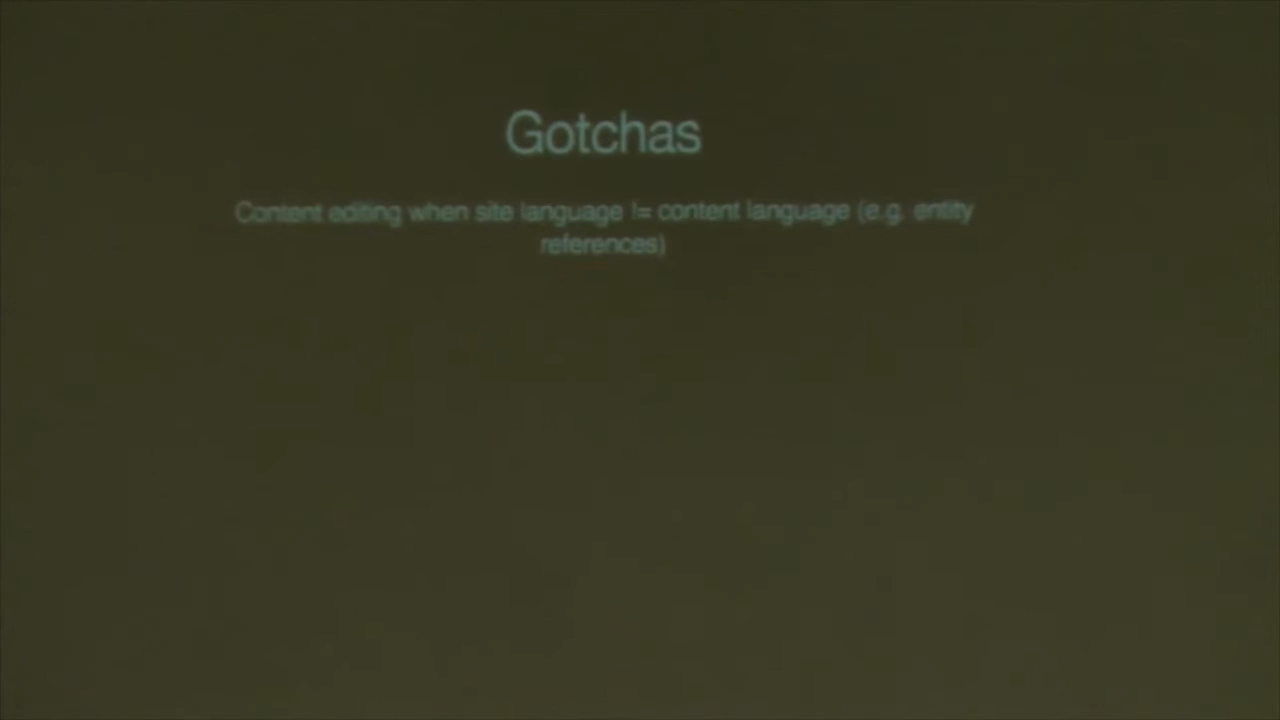 Gotchas
Content editing when site language != content language (e.g. entity
references)